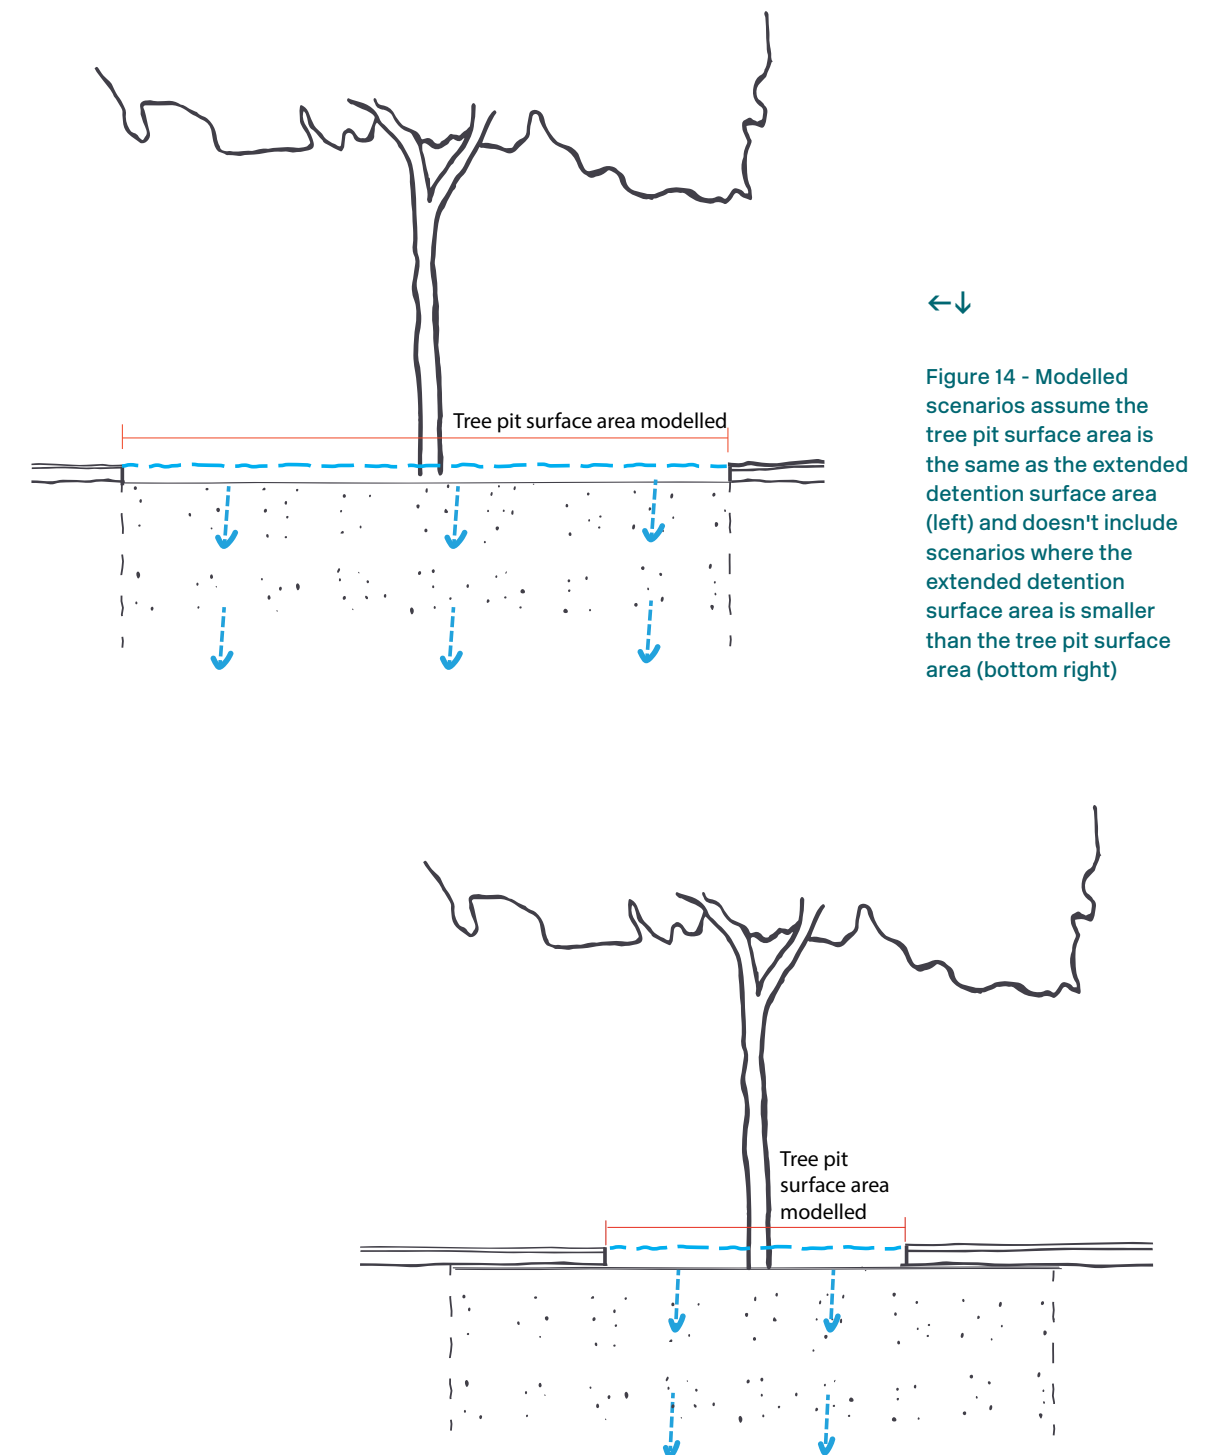 Tree pit surface area modelled
←↓
Figure 14 - Modelled
scenarios assume the
tree pit surface area is
the same as the extended
detention surface area
(left) and doesn't include
scenarios where the
extended detention
surface area is smaller
than the tree pit surface
area (bottom right)
Tree pit
surface area
modelled